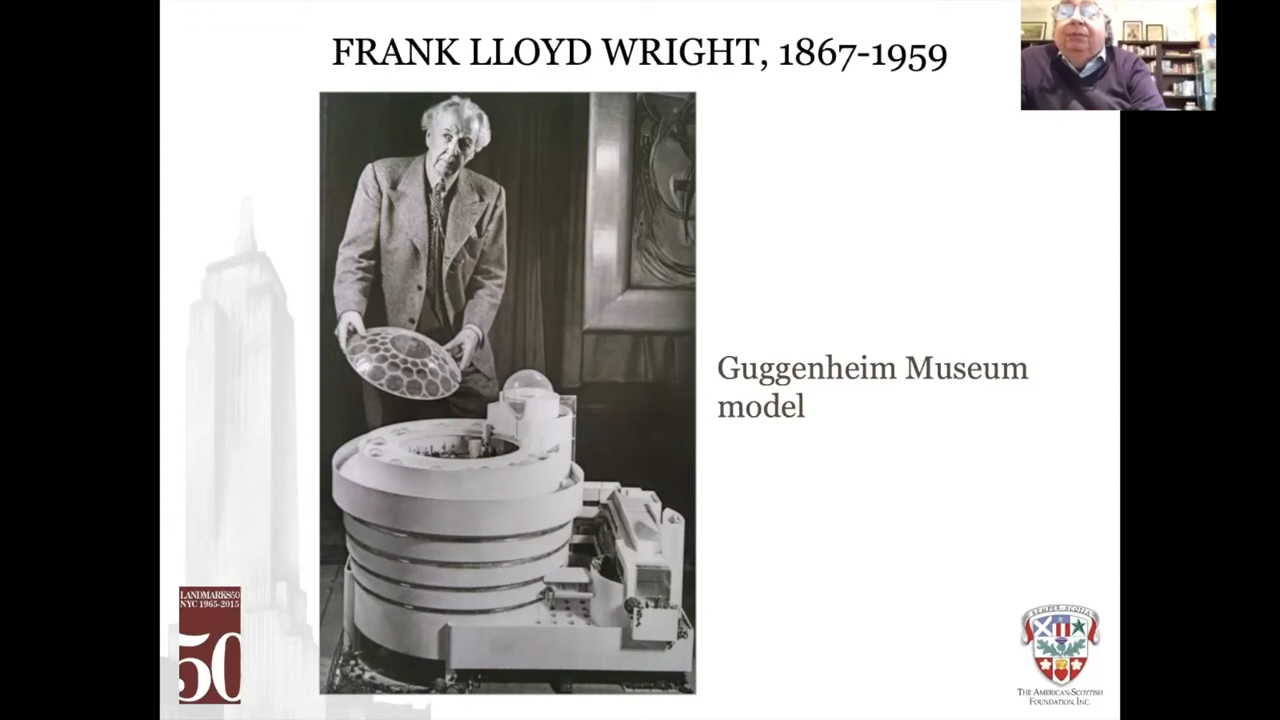 FRANK LLOYD WRIGHT, 1867-1959
Guggenheim Museum
model
LANDMARKS50
NYC 1965-2015
50
SEMPER SCOTIA
THE AMERICAN-SCOTTISH
FOUNDATION, INC.